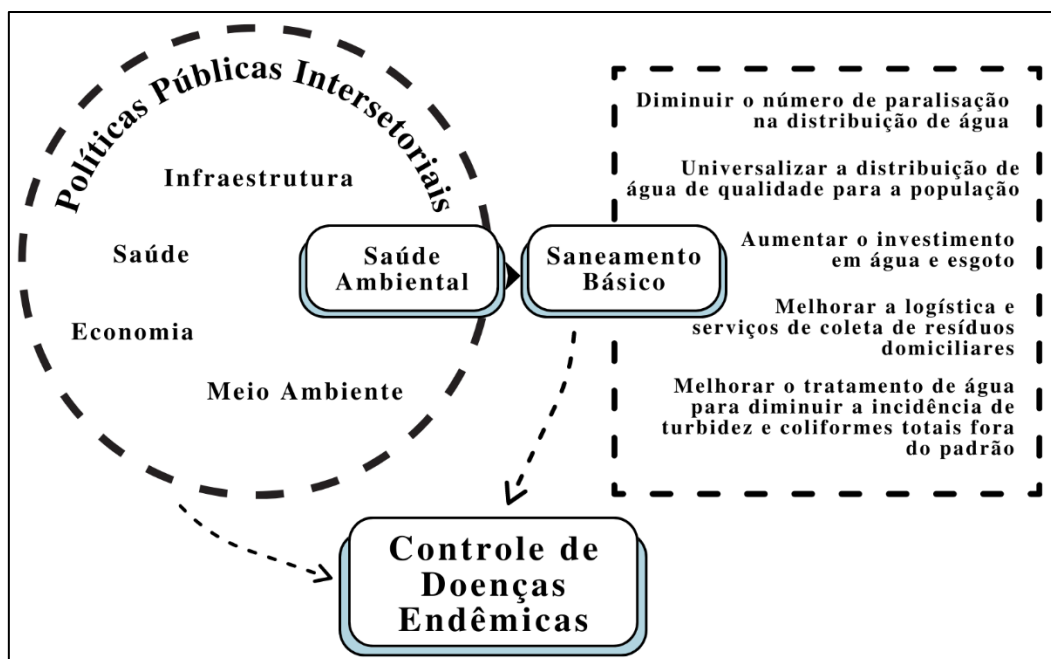 Políticas Públicas Intersetoriais
Infraestrutura
Saúde
Economia
Meio Ambiente
Saúde
Ambiental
Saneamento
Básico
Diminuir o número de paralisação
na distribuição de água
Universalizar a distribuição de
água de qualidade para a população
Aumentar o investimento
em água e esgoto
Melhorar a logística e
serviços de coleta de resíduos
domiciliares
Melhorar o tratamento de água
para diminuir a incidência de
turbidez e coliformes totais fora
do padrão
Controle de
Doenças
Endêmicas